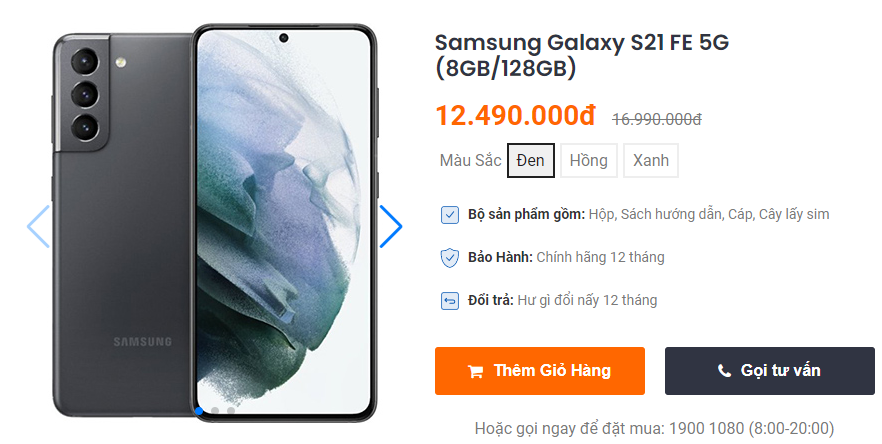 SAMSUNG
Samsung Galaxy S21 FE 5G
(8GB/128GB)
12.490.000đ 16.990.000đ
Màu Sắc Đen Hồng Xanh
Bộ sản phẩm gồm: Hộp, Sách hướng dẫn, Cáp, Cây lấy sim
Bảo Hành: Chính hãng 12 tháng
Đổi trả: Hư gì đổi nấy 12 tháng
Thêm Giỏ Hàng Gọi tư vấn
Hoặc gọi ngay để đặt mua: 1900 1080 (8:00-20:00)